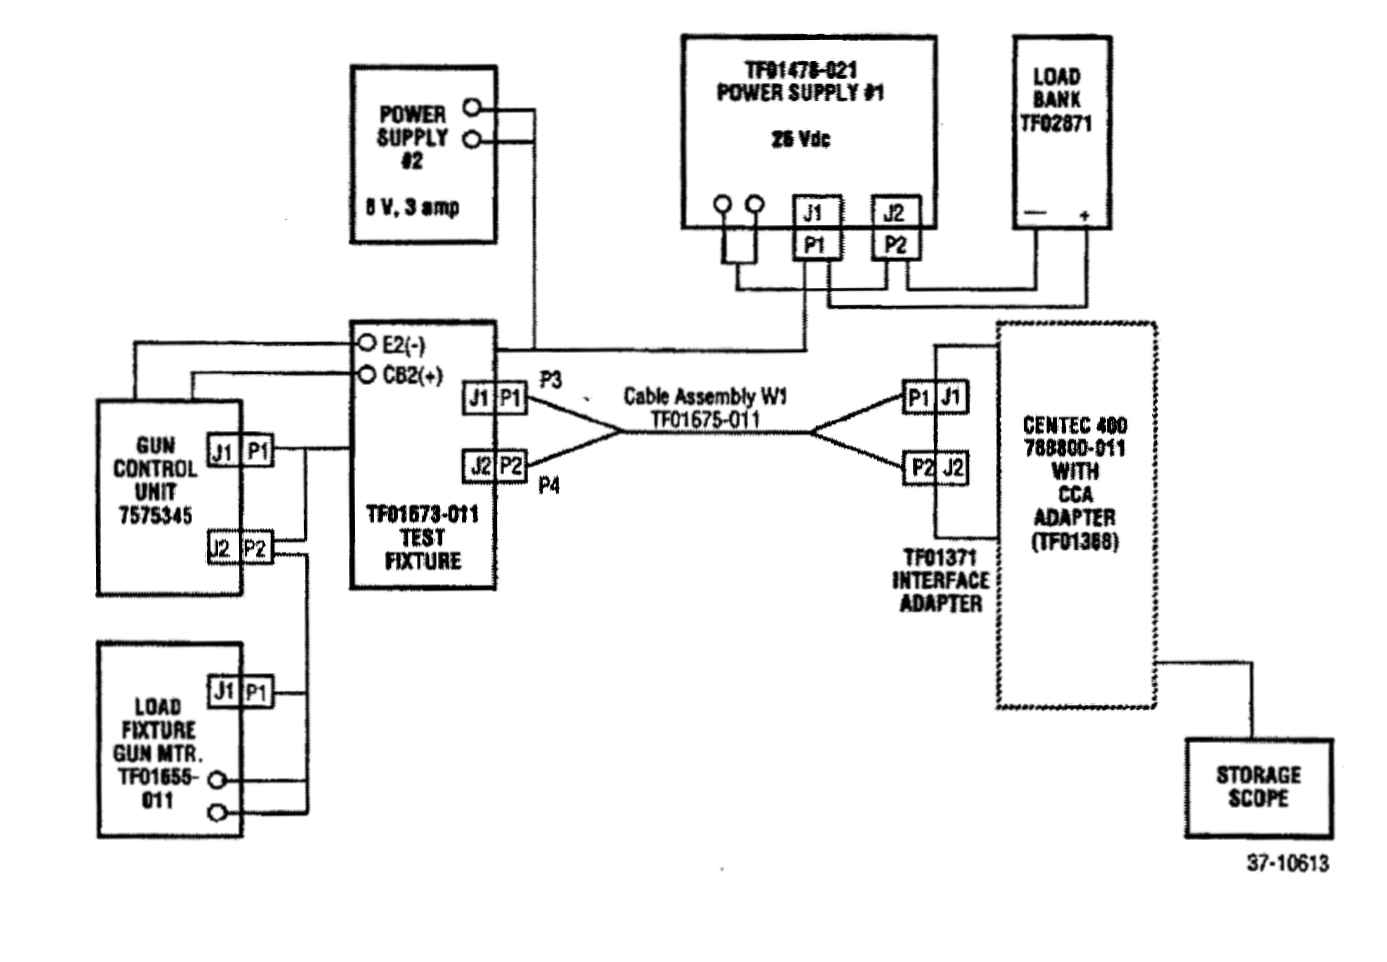 TF01478-021
POWER SUPPLY #1
26 Vdc
J1
J2
P1
P2
LOAD
BANK
TF02871
— +
POWER
SUPPLY
#2
8 V, 3 amp
E2(-)
CB2(+)
J1 P1
P3
J2 P2
P4
TF01673-011
TEST
FIXTURE
Cable Assembly W1
TF01675-011
P1 J1
P2 J2
TF01371
INTERFACE
ADAPTER
CENTEC 400
788800-011
WITH
CCA
ADAPTER
(TF01368)
GUN
CONTROL
UNIT
7575345
J1 P1
J2 P2
LOAD
FIXTURE
GUN MTR.
TF01655-
011
J1 P1
STORAGE
SCOPE
37-10613